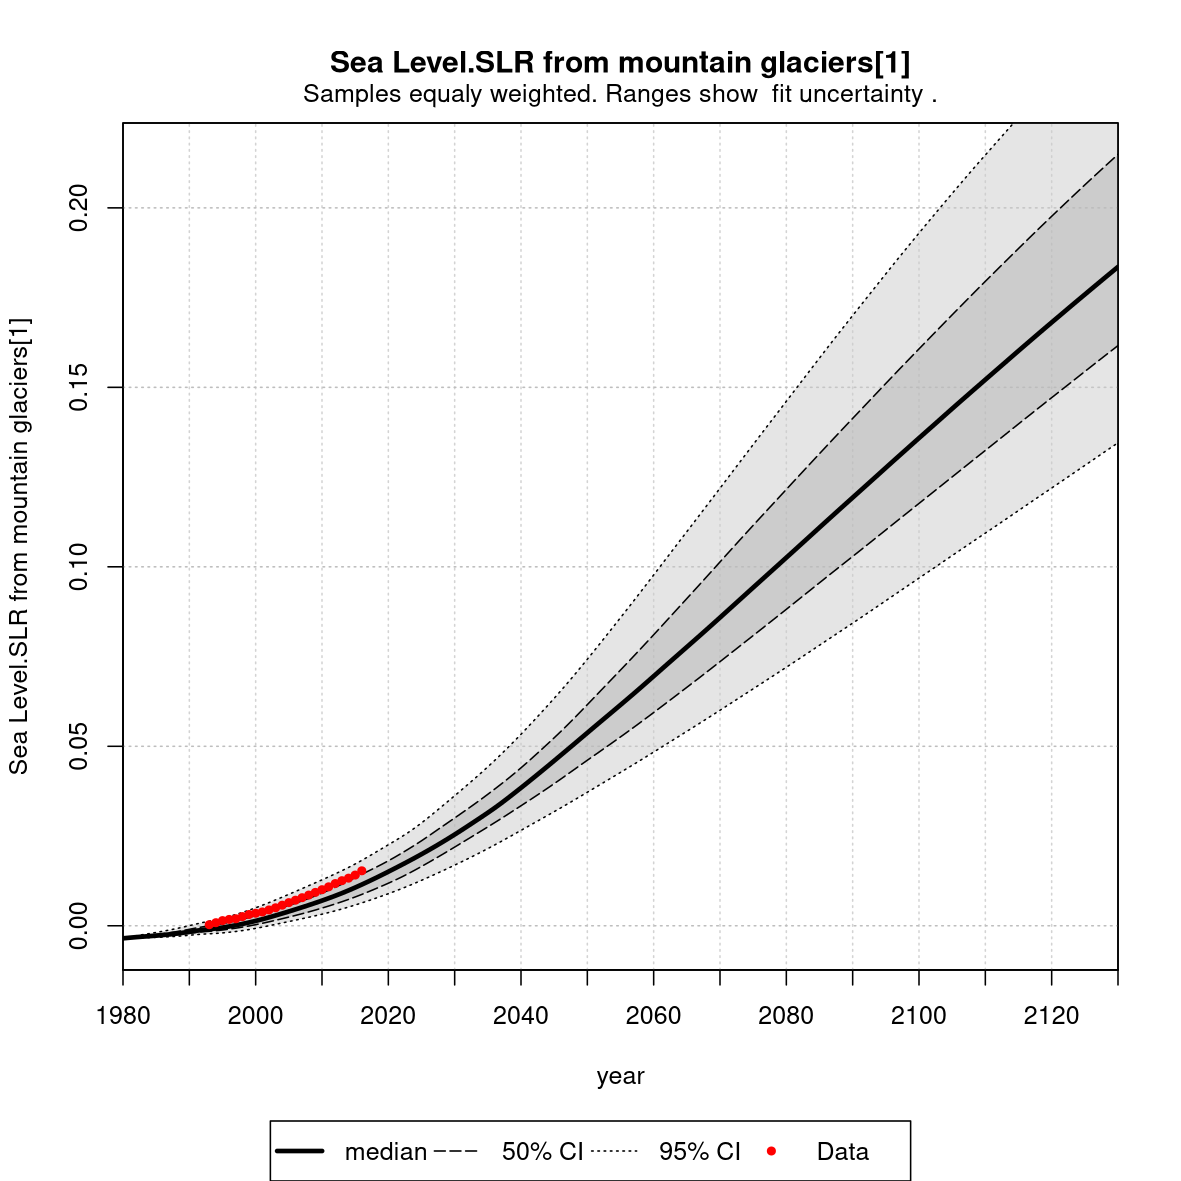 Sea Level.SLR from mountain glaciers[1]
Samples equaly weighted. Ranges show  fit uncertainty .
Sea Level.SLR from mountain glaciers[1]
0.20
0.15
0.10
0.05
0.00
1980 2000 2020 2040 2060 2080 2100 2120
year
median 50% CI 95% CI Data